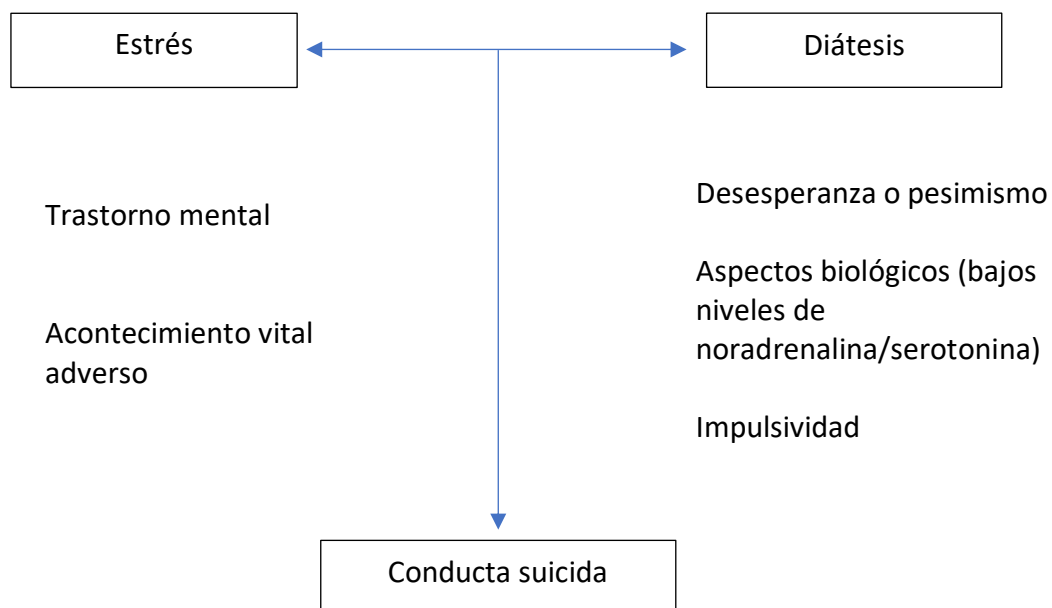 Estrés
Diátesis
Trastorno mental
Acontecimiento vital
adverso
Desesperanza o pesimismo
Aspectos biológicos (bajos
niveles de
noradrenalina/serotonina)
Impulsividad
Conducta suicida